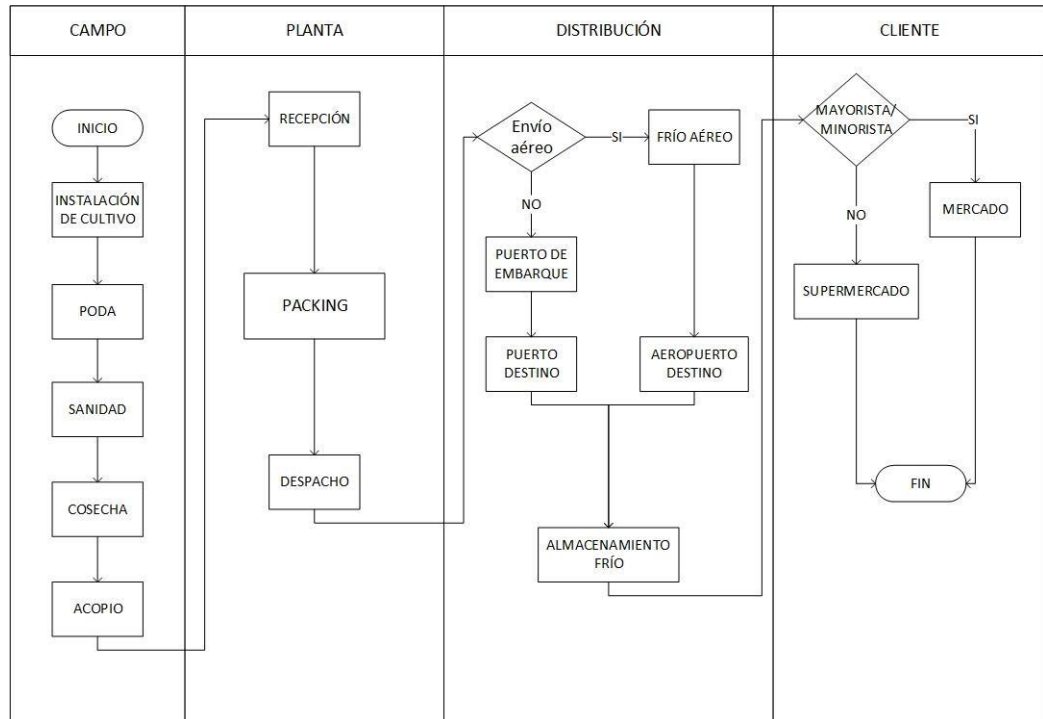 CAMPO
PLANTA
DISTRIBUCIÓN
CLIENTE
INICIO
INSTALACIÓN
DE CULTIVO
PODA
SANIDAD
COSECHA
ACOPIO
RECEPCIÓN
PACKING
DESPACHO
Envío
aéreo
SI
FRÍO AÉREO
NO
PUERTO DE
EMBARQUE
PUERTO
DESTINO
AEROPUERTO
DESTINO
ALMACENAMIENTO
FRÍO
MAYORISTA/
MINORISTA
SI
MERCADO
NO
SUPERMERCADO
FIN